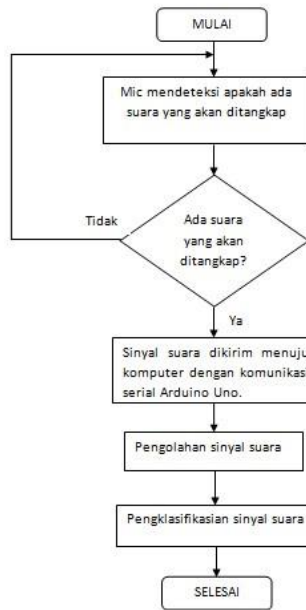 MULAI
Mic mendeteksi apakah ada
suara yang akan ditangkap
Ada suara
yang akan
ditangkap?
Tidak
Ya
Sinyal suara dikirim menuju
komputer dengan komunikasi
serial Arduino Uno.
Pengolahan sinyal suara
Pengklasifikasian sinyal suara
SELESAI